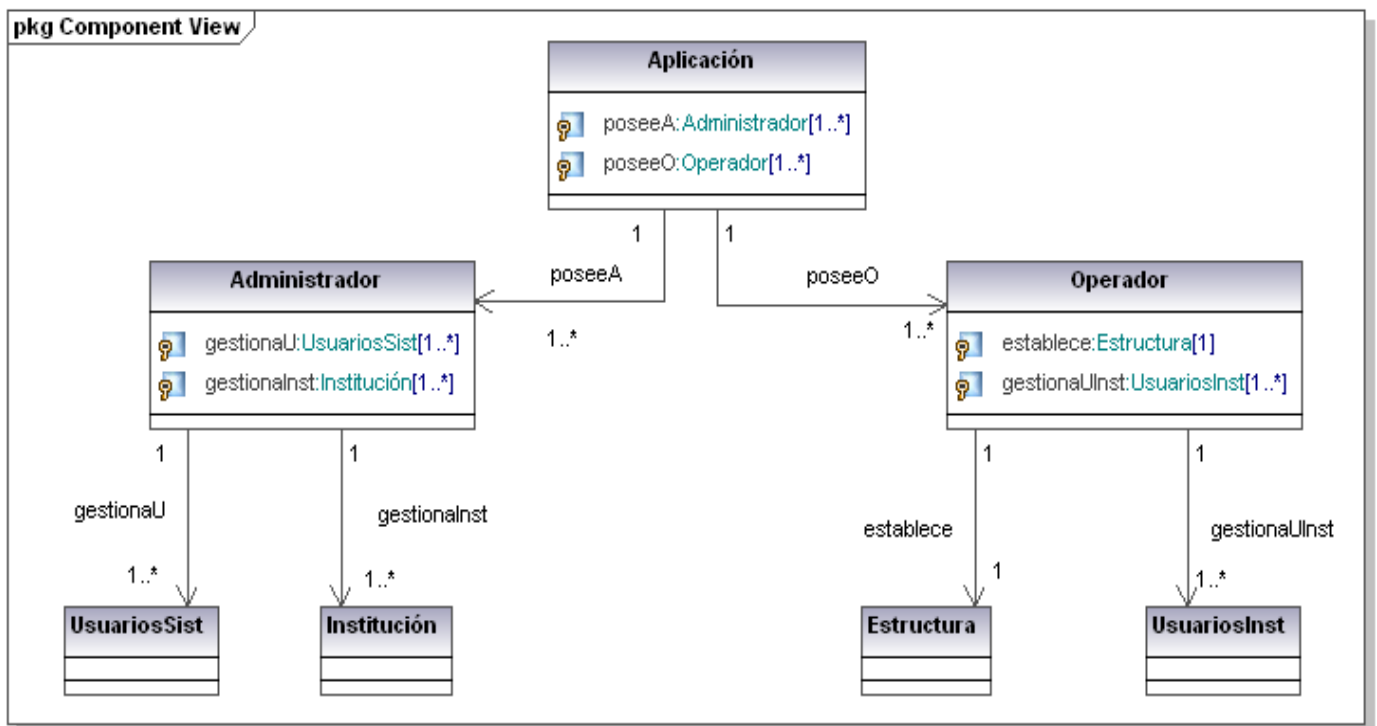 pkg Component View
Aplicación
poseeA:Administrador[1..*]
poseeO:Operador[1..*]
1
1
poseeA
poseeO
1..*
1..*
Administrador
gestionaU:UsuariosSist[1..*]
gestionaInst:Institución[1..*]
Operador
establece:Estructura[1]
gestionaUInst:UsuariosInst[1..*]
1
1
1
1
gestionaU
gestionaInst
establece
gestionaUInst
1..*
1..*
1
1..*
UsuariosSist
Institución
Estructura
UsuariosInst